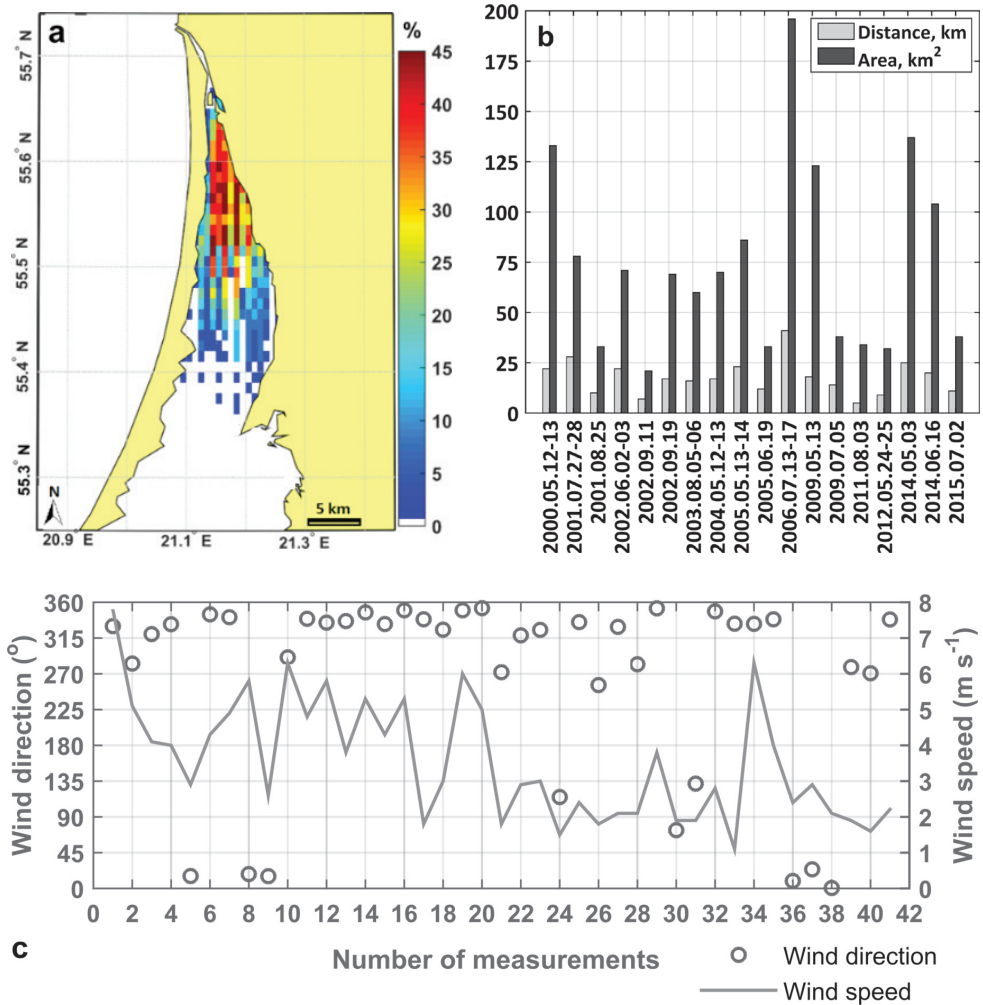 a
%
45
40
35
30
25
20
15
10
5
0
55.7° N
55.6° N
55.5° N
55.4° N
55.3° N
N
5 km
20.9° E
21.1° E
21.3° E
b
Distance, km
Area, km²
200
175
150
125
100
75
50
25
0
2000.05.12-13
2001.07.27-28
2001.08.25
2002.06.02-03
2002.09.11
2002.09.19
2003.08.05-06
2004.05.12-13
2005.05.13-14
2005.06.19
2006.07.13-17
2009.05.13
2009.07.05
2011.08.03
2012.05.24-25
2014.05.03
2014.06.16
2015.07.02
Wind direction (°)
360
315
270
225
180
135
90
45
0
8
7
6
5
4
3
2
1
0
Wind speed (m s⁻¹)
0 2 4 6 8 10 12 14 16 18 20 22 24 26 28 30 32 34 36 38 40 42
c
Number of measurements
Wind direction
Wind speed